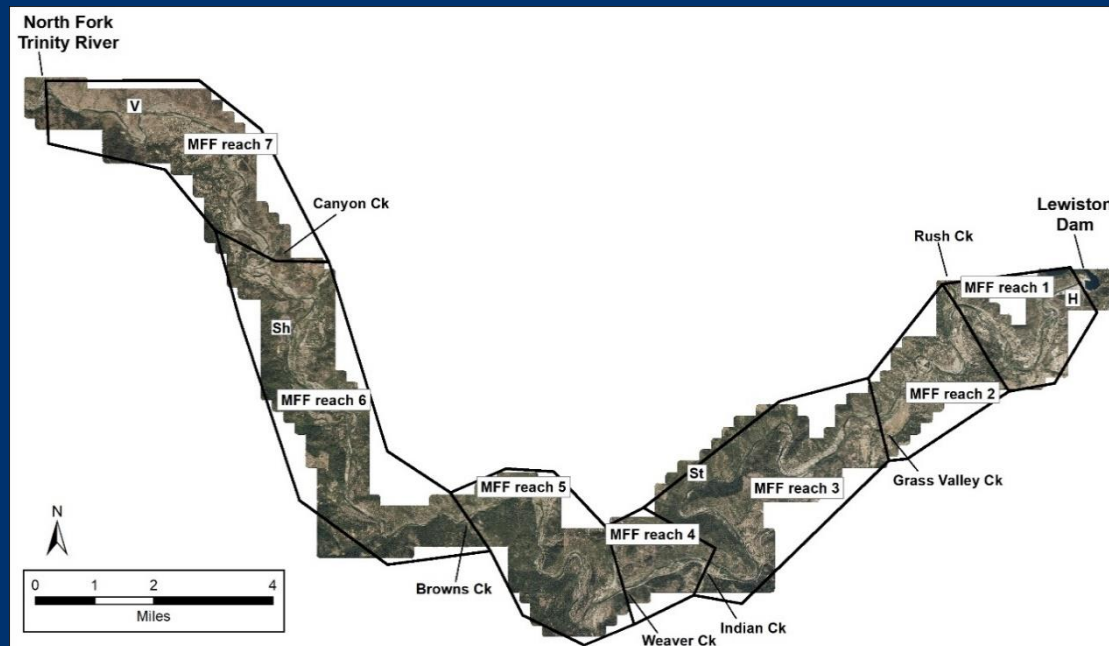 North Fork
Trinity River
V
MFF reach 7
Canyon Ck
Lewiston
Dam
Rush Ck
MFF reach 1
H
Sh
MFF reach 6
MFF reach 2
St
MFF reach 5
MFF reach 3
Grass Valley Ck
MFF reach 4
N
Browns Ck
0 1 2 4
Miles
Indian Ck
Weaver Ck